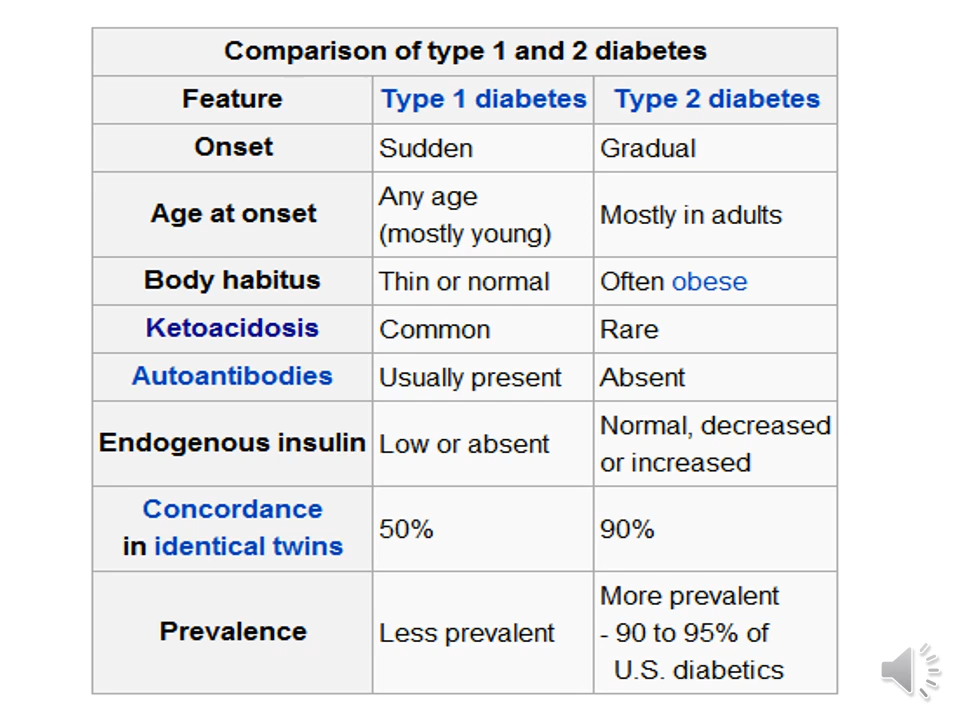 Comparison of type 1 and 2 diabetes
Feature
Type 1 diabetes
Type 2 diabetes
Onset
Sudden
Gradual
Age at onset
Any age
(mostly young)
Mostly in adults
Body habitus
Thin or normal
Often obese
Ketoacidosis
Common
Rare
Autoantibodies
Usually present
Absent
Endogenous insulin
Low or absent
Normal, decreased
or increased
Concordance
in identical twins
50%
90%
Prevalence
Less prevalent
More prevalent
- 90 to 95% of
U.S. diabetics